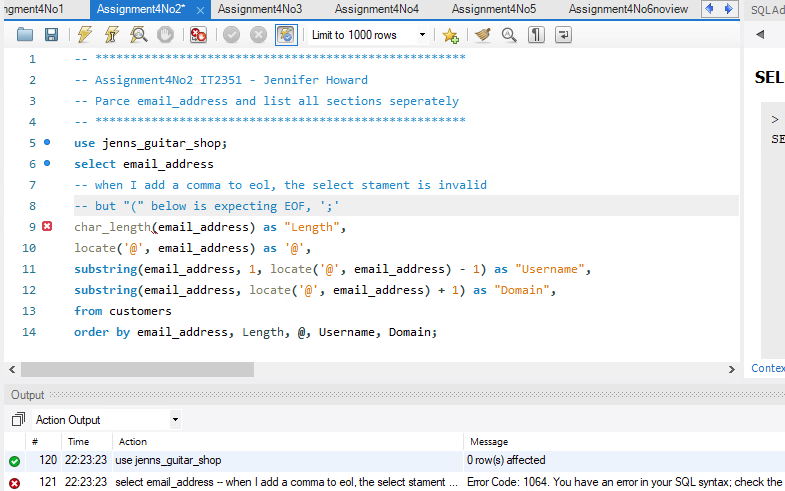 ngment4No1 Assignment4No2* × Assignment4No3 Assignment4No4 Assignment4No5 Assignment4No6noview SQLAd
Limit to 1000 rows
SEL
>
SE
1 -- *****************************************************
2 -- Assignment4No2 IT2351 - Jennifer Howard
3 -- Parce email_address and list all sections seperately
4 -- *****************************************************
5 use jenns_guitar_shop;
6 select email_address
7 -- when I add a comma to eol, the select stament is invalid
8 -- but "(" below is expecting EOF, ';'
9 char_length(email_address) as "Length",
10 locate('@', email_address) as '@',
11 substring(email_address, 1, locate('@', email_address) - 1) as "Username",
12 substring(email_address, locate('@', email_address) + 1) as "Domain",
13 from customers
14 order by email_address, Length, @, Username, Domain;
Contex
Output
Action Output
# Time Action Message
120 22:23:23 use jenns_guitar_shop 0 row(s) affected
121 22:23:23 select email_address -- when I add a comma to eol, the select stament ... Error Code: 1064. You have an error in your SQL syntax; check the